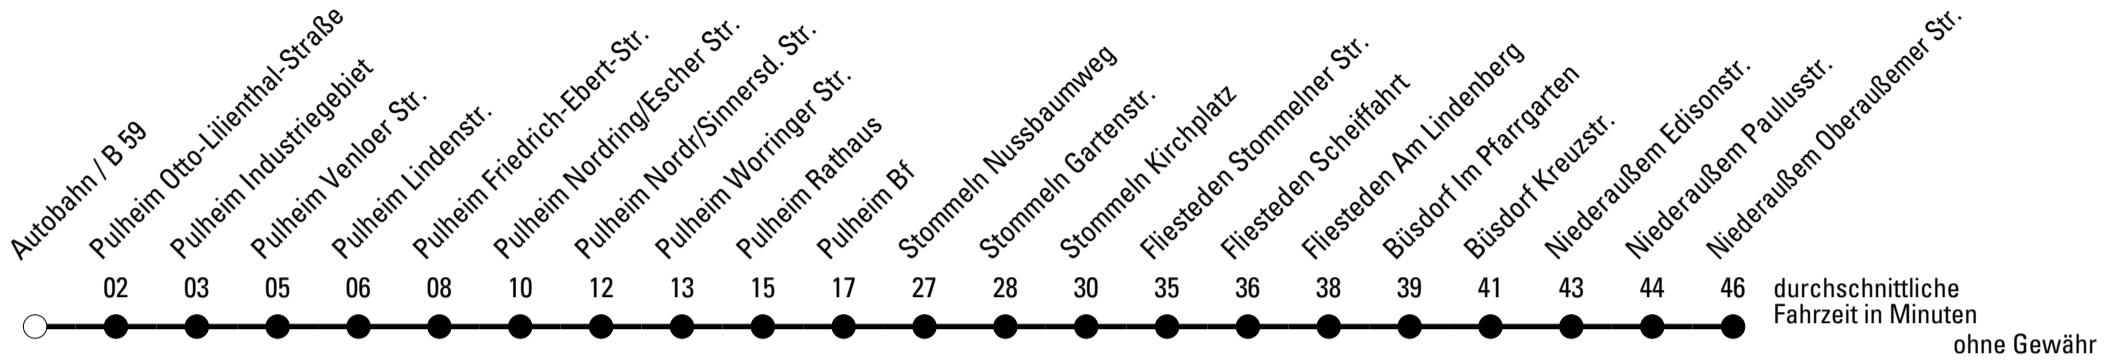 Autobahn / B 59
Pulheim Otto-Lilienthal-Straße
Pulheim Industriegebiet
Pulheim Venloer Str.
Pulheim Lindenstr.
Pulheim Friedrich-Ebert-Str.
Pulheim Nordring/Escher Str.
Pulheim Nordr/Sinnersd. Str.
Pulheim Worringer Str.
Pulheim Rathaus
Pulheim Bf
Stommeln Nussbaumweg
Stommeln Gartenstr.
Stommeln Kirchplatz
Fliesteden Stommelner Str.
Fliesteden Scheiffahrt
Fliesteden Am Lindenberg
Büsdorf Im Pfarrgarten
Büsdorf Kreuzstr.
Niederaußem Edisonstr.
Niederaußem Paulusstr.
Niederaußem Oberaußemer Str.
02 03 05 06 08 10 12 13 15 17 27 28 30 35 36 38 39 41 43 44 46 durchschnittliche
Fahrzeit in Minuten
ohne Gewähr